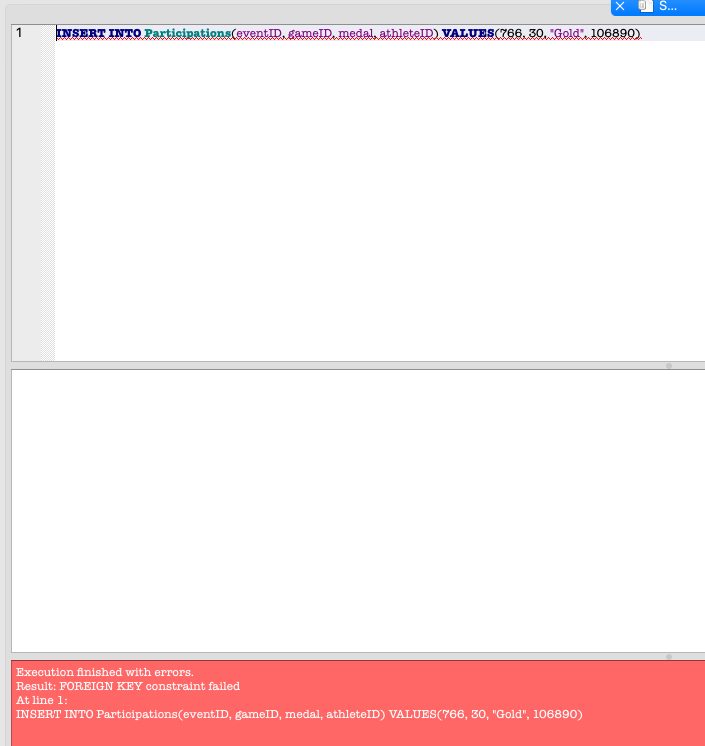 S...
1 INSERT INTO Participations(eventID, gameID, medal, athleteID) VALUES(766, 30, "Gold", 106890)
Execution finished with errors.
Result: FOREIGN KEY constraint failed
At line 1:
INSERT INTO Participations(eventID, gameID, medal, athleteID) VALUES(766, 30, "Gold", 106890)